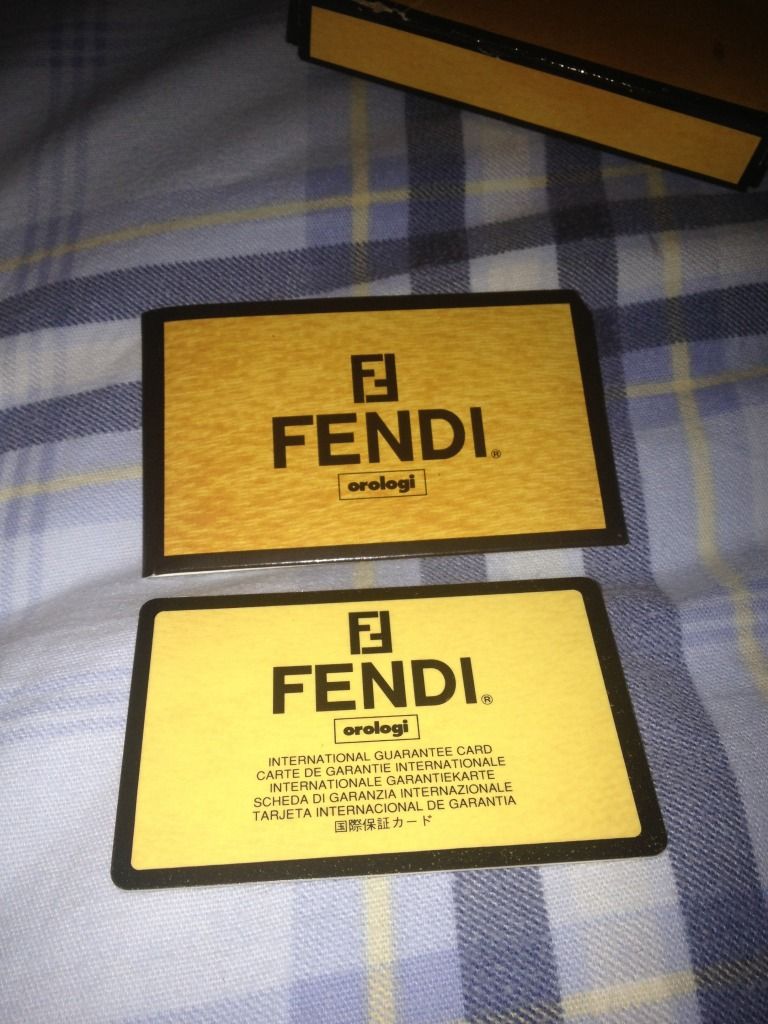 FENDI®
orologi
FENDI®
orologi
INTERNATIONAL GUARANTEE CARD
CARTE DE GARANTIE INTERNATIONALE
INTERNATIONALE GARANTIEKARTE
SCHEDA DI GARANZIA INTERNAZIONALE
TARJETA INTERNACIONAL DE GARANTIA
国際保証カード